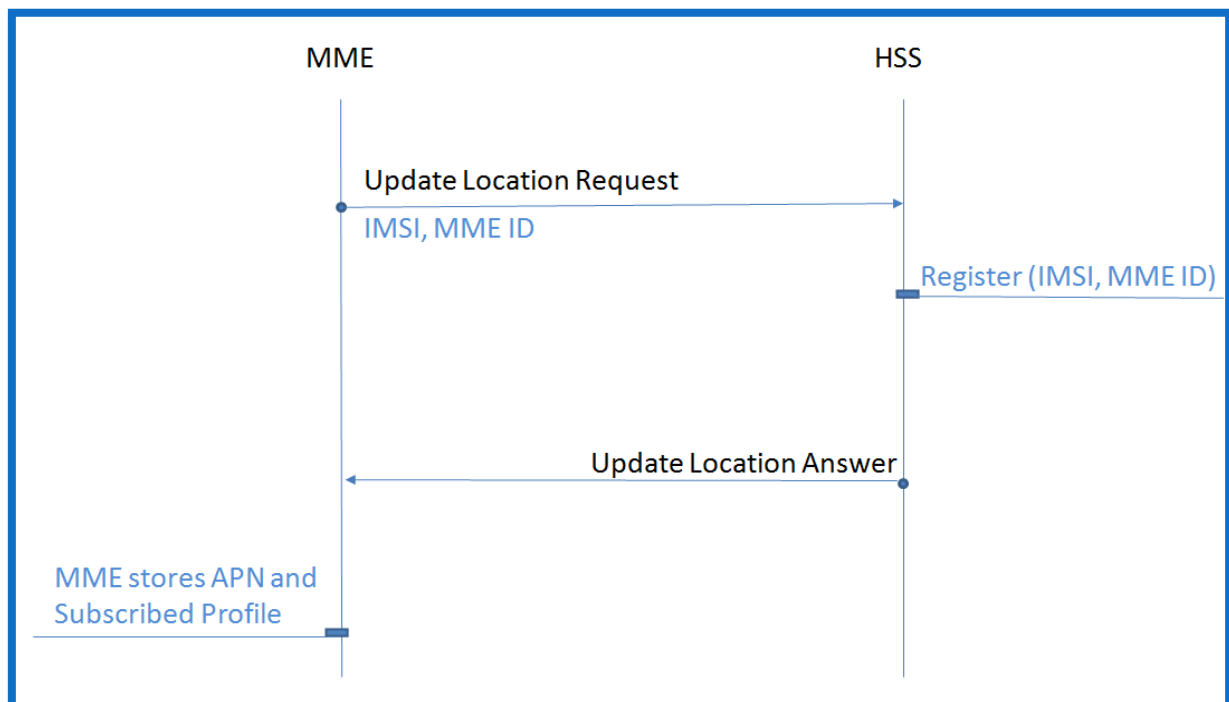 MME
HSS
Update Location Request
IMSI, MME ID
Register (IMSI, MME ID)
Update Location Answer
MME stores APN and
Subscribed Profile